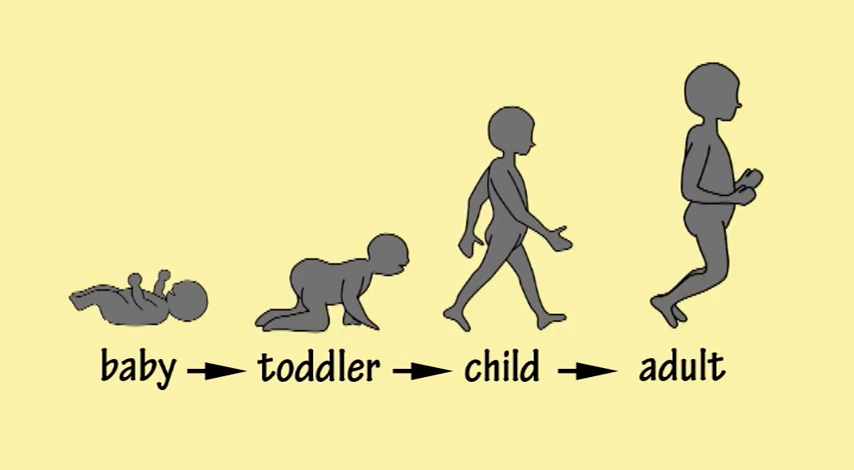 baby → toddler → child → adult